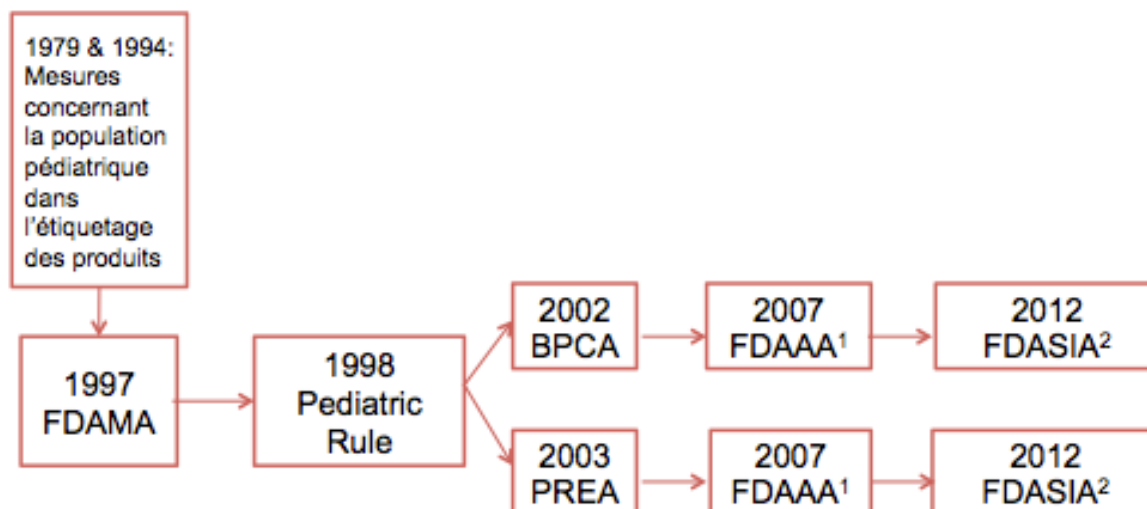 1979 & 1994:
Mesures
concernant
la population
pédiatrique
dans
l'étiquetage
des produits
1997
FDAMA
1998
Pediatric
Rule
2002
BPCA
2007
FDAAA¹
2012
FDASIA²
2003
PREA
2007
FDAAA¹
2012
FDASIA²